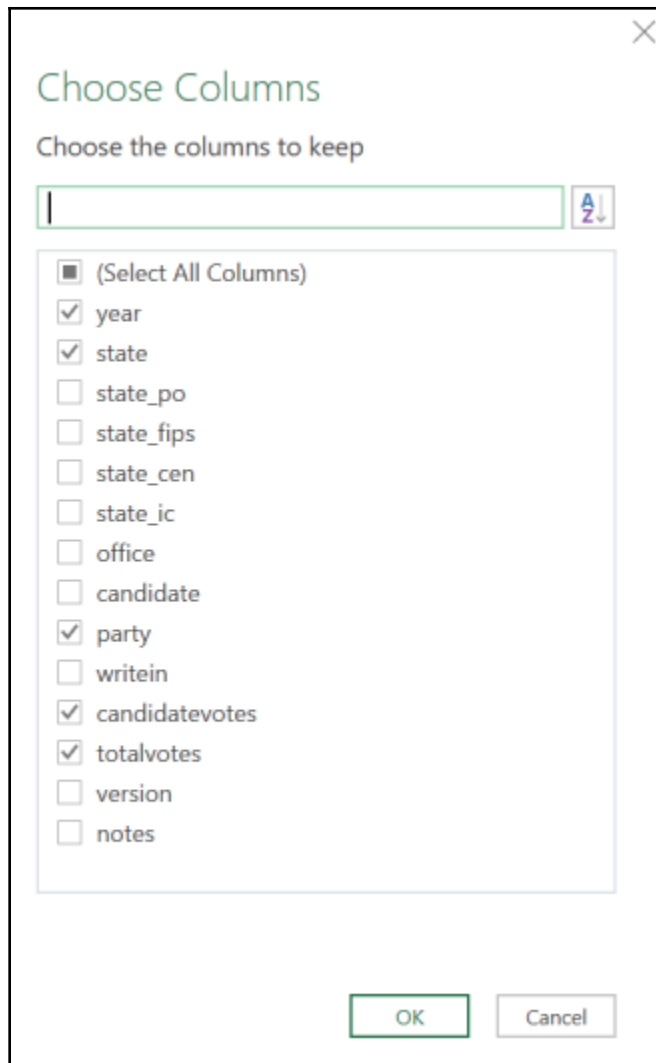 Choose Columns
Choose the columns to keep
A
Z
(Select All Columns)
year
state
state_po
state_fips
state_cen
state_ic
office
candidate
party
writein
candidatevotes
totalvotes
version
notes
OK
Cancel